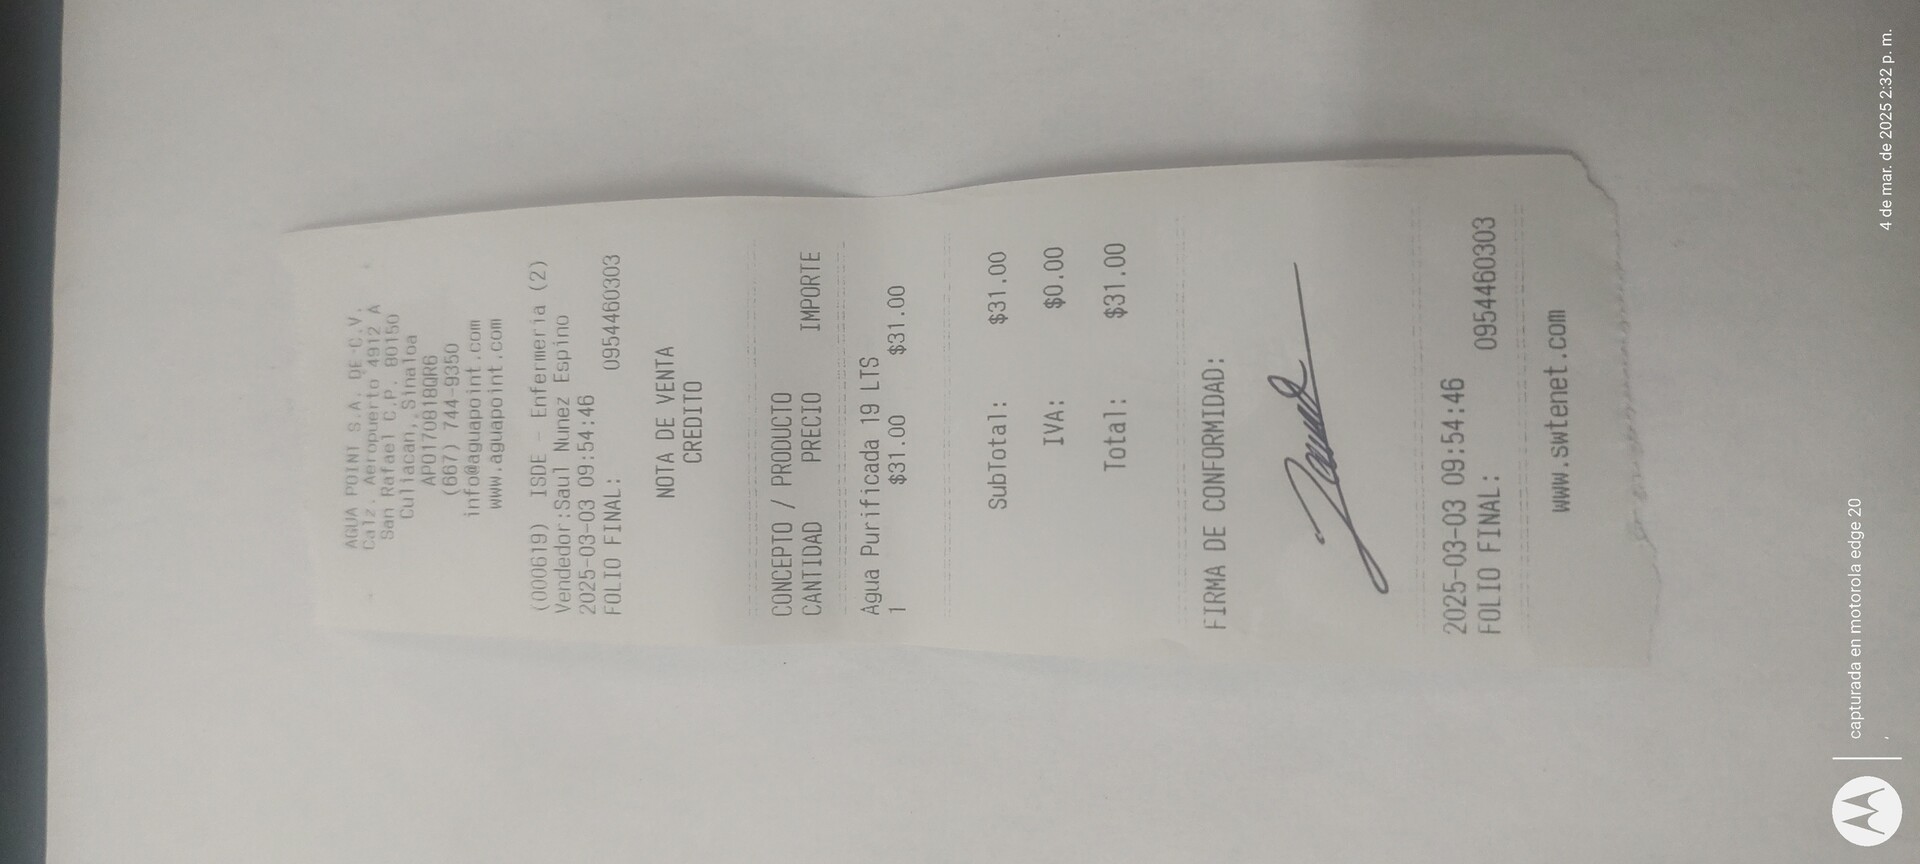 AGUA POINT S.A. DE C.V.
Calz. Aeropuerto 4912 A
San Rafael C.P. 80150
Culiacan, Sinaloa
APO170818QR6
(667) 744-9350
info@aguapoint.com
www.aguapoint.com
(000619) ISDE - Enfermeria (2)
Vendedor:Saul Nunez Espino
2025-03-03 09:54:46
FOLIO FINAL: 0954460303
NOTA DE VENTA
CREDITO
CONCEPTO / PRODUCTO
CANTIDAD PRECIO IMPORTE
Agua Purificada 19 LTS
1 $31.00 $31.00
SubTotal: $31.00
IVA: $0.00
Total: $31.00
FIRMA DE CONFORMIDAD:
2025-03-03 09:54:46
FOLIO FINAL: 0954460303
www.swtenet.com
capturada en motorola edge 20
,
4 de mar. de 2025 2:32 p. m.